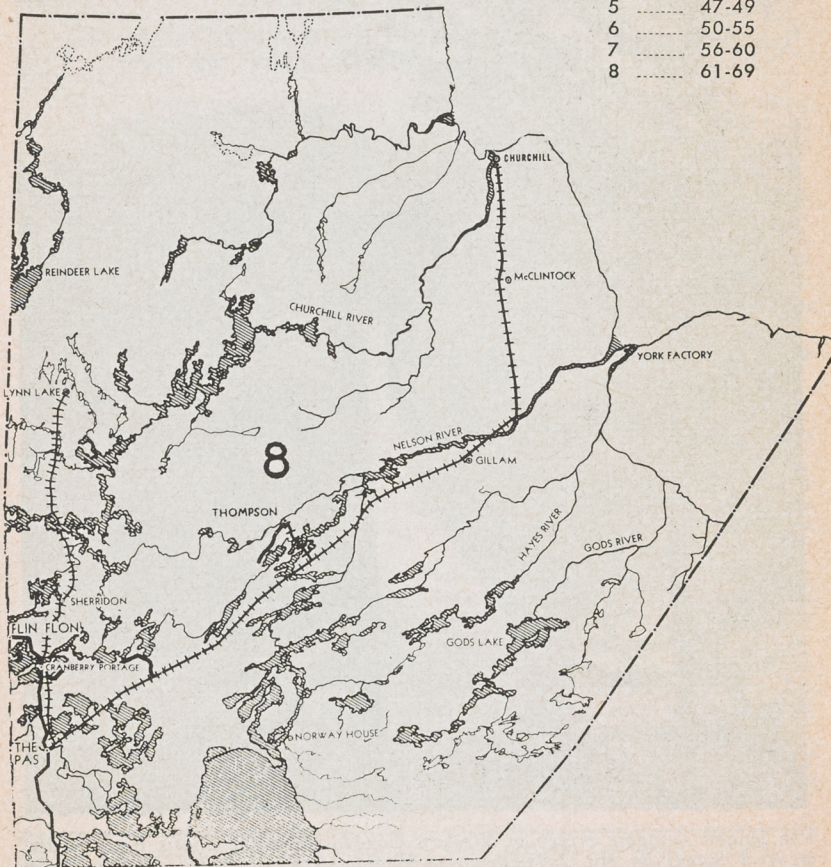 5 ........ 47-49
6 ........ 50-55
7 ........ 56-60
8 ........ 61-69
CHURCHILL
REINDEER LAKE
McCLINTOCK
CHURCHILL RIVER
YORK FACTORY
LYNN LAKE
NELSON RIVER
8
GILLAM
THOMPSON
HAYES RIVER
GODS RIVER
SHERRIDON
FLIN FLON
GODS LAKE
CRANBERRY PORTAGE
NORWAY HOUSE
THE
PAS